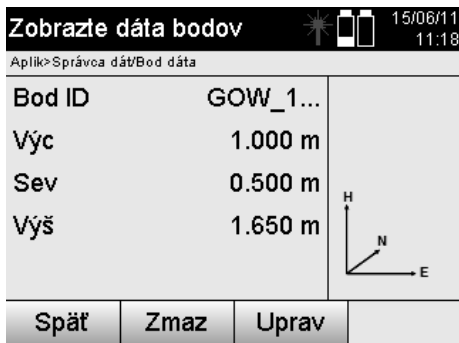 Zobrazte dáta bodov
15/06/11
11:18
Aplik>Správca dát/Bod dáta
Bod ID GOW_1...
Výc 1.000 m
Sev 0.500 m
Výš 1.650 m
H
N
E
Späť Zmaz Uprav